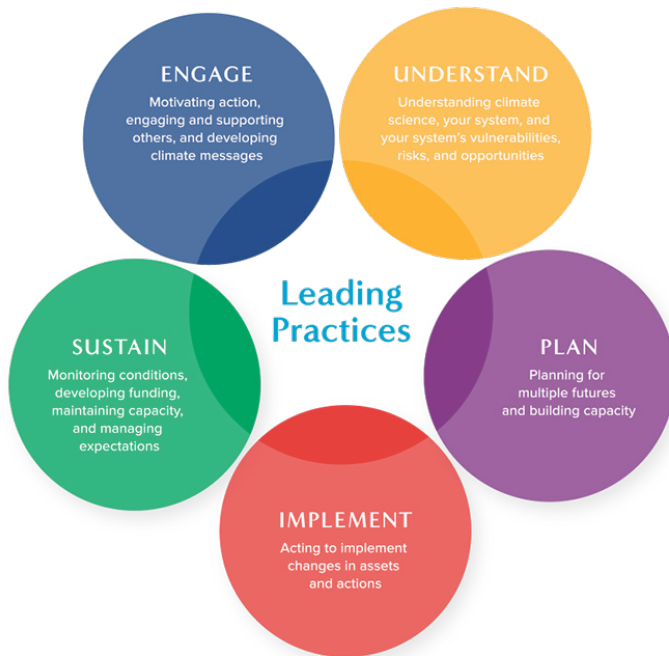 ENGAGE
Motivating action,
engaging and supporting
others, and developing
climate messages
UNDERSTAND
Understanding climate
science, your system, and
your system's vulnerabilities,
risks, and opportunities
Leading
Practices
SUSTAIN
Monitoring conditions,
developing funding,
maintaining capacity,
and managing
expectations
PLAN
Planning for
multiple futures
and building capacity
IMPLEMENT
Acting to implement
changes in assets
and actions